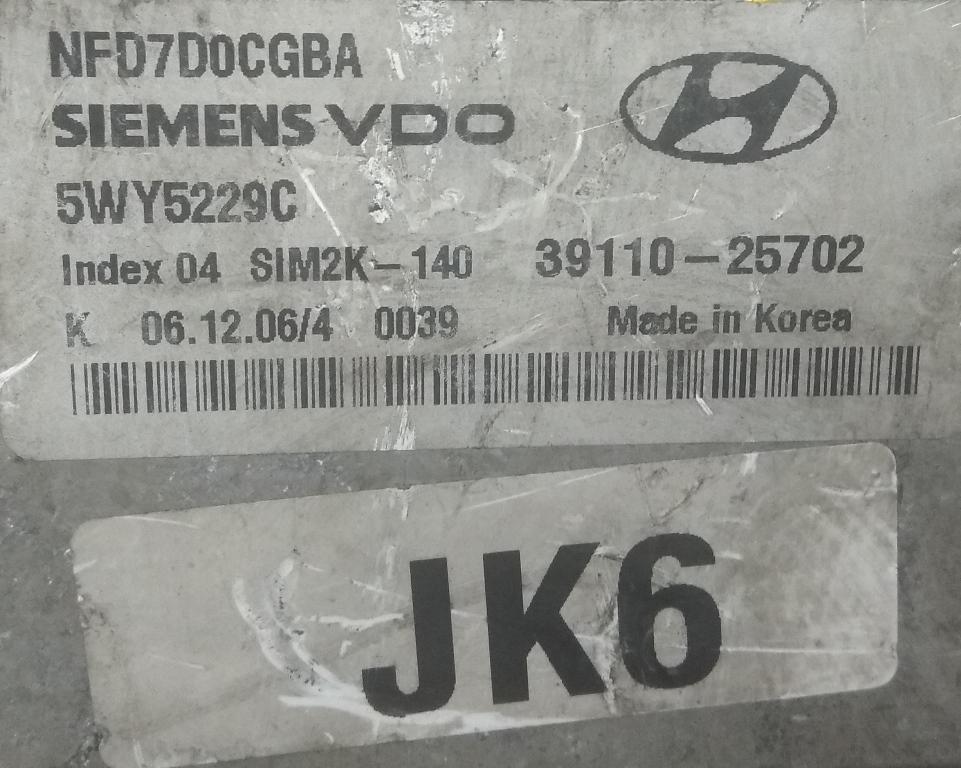 NFD7D0CGBA
SIEMENS VDO
5WY5229C
Index 04 SIM2K-140 39110-25702
K 06.12.06/4 0039 Made in Korea
JK6